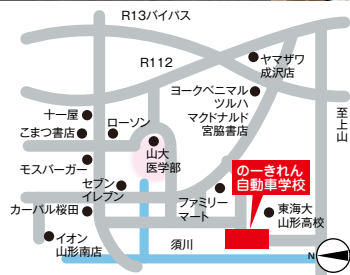 R13バイパス
R112
ヤマザワ
成沢店
ヨークベニマル
ツルハ
マクドナルド
宮脇書店
至上山
十一屋
こまつ書店
ローソン
山大
医学部
モスバーガー
セブン
イレブン
カーバル桜田
イオン
山形南店
ファミリー
マート
のーきれん
自動車学校
東海大
山形高校
須川